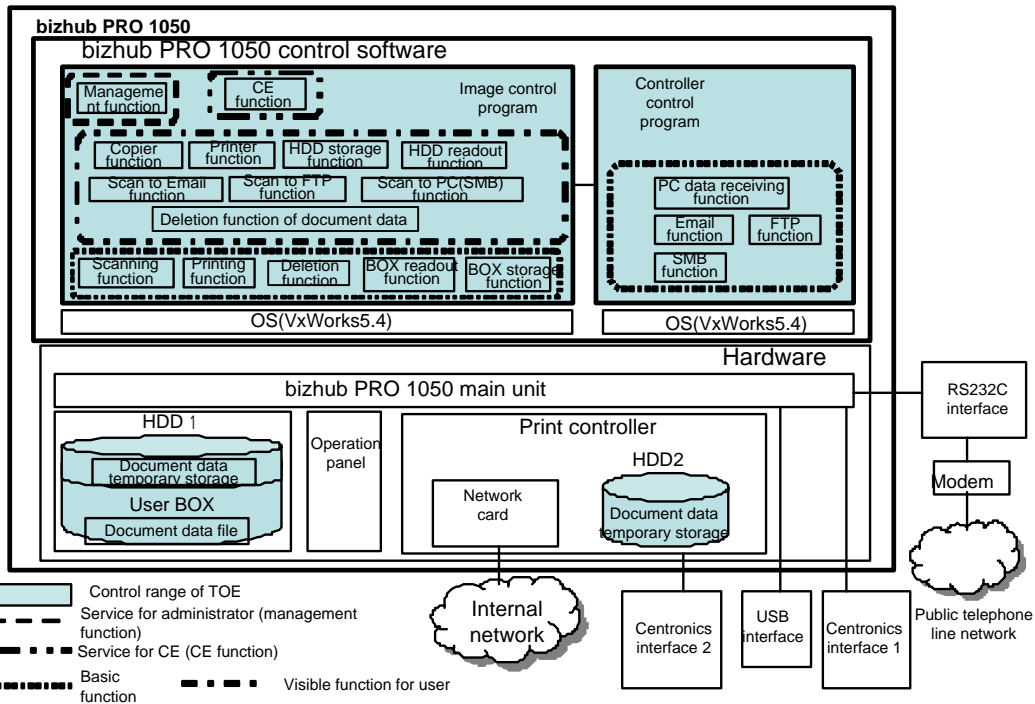 bizhub PRO 1050
bizhub PRO 1050 control software
Manageme
nt function
CE
function
Image control
program
Copier
function
Printer
function
HDD storage
function
HDD readout
function
Scan to Email
function
Scan to FTP
function
Scan to PC(SMB)
function
Deletion function of document data
Scanning
function
Printing
function
Deletion
function
BOX readout
function
BOX storage
function
OS(VxWorks5.4)
Controller
control
program
PC data receiving
function
Email
function
FTP
function
SMB
function
OS(VxWorks5.4)
Hardware
bizhub PRO 1050 main unit
HDD 1
Document data
temporary storage
User BOX
Document data file
Operation
panel
Print controller
Network
card
HDD2
Document data
temporary storage
RS232C
interface
Modem
Public telephone
line network
Internal
network
Centronics
interface 2
USB
interface
Centronics
interface 1
Control range of TOE
Service for administrator (management
function)
Service for CE (CE function)
Basic
function
Visible function for user